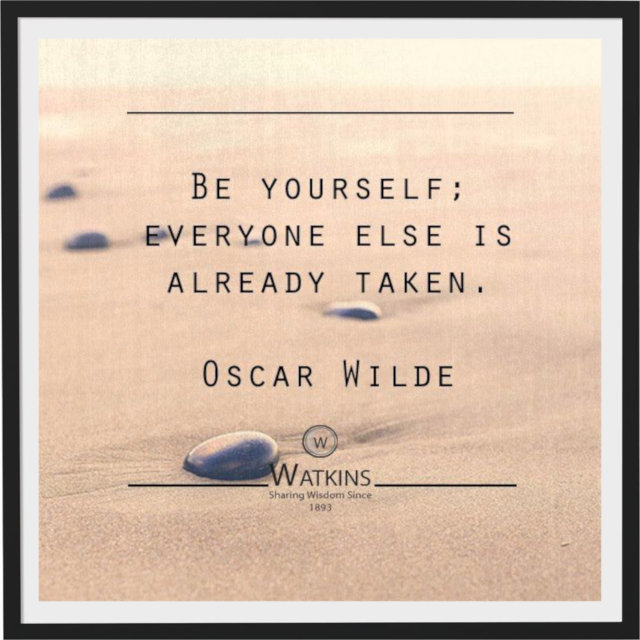 BE YOURSELF;
EVERYONE ELSE IS
ALREADY TAKEN.
OSCAR WILDE
W
WATKINS
Sharing Wisdom Since
1893